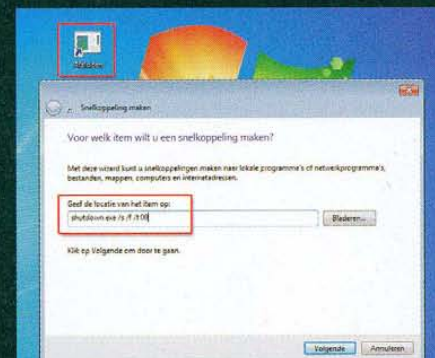 Snelkoppeling maken
Voor welk item wilt u een snelkoppeling maken?
Met deze wizard kunt u snelkoppelingen maken naar lokale programma's of netwerkprogramma's,
bestanden, mappen, computers en internetadressen.
Geef de locatie van het item op:
shutdown.exe /s /f /t 00
Bladeren...
Klik op Volgende om door te gaan.
Volgende
Annuleren